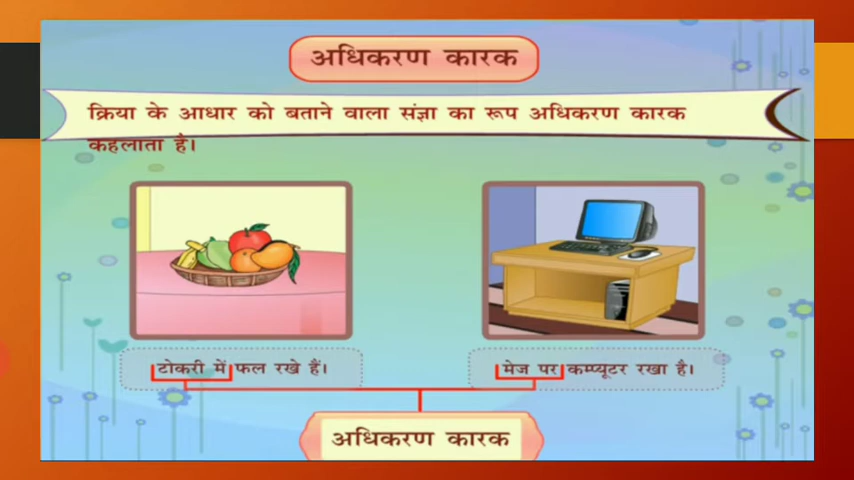 अधिकरण कारक
क्रिया के आधार को बताने वाला संज्ञा का रूप अधिकरण कारक
कहलाता है।
टोकरी में फल रखे हैं।
मेज पर कम्प्यूटर रखा है।
अधिकरण कारक